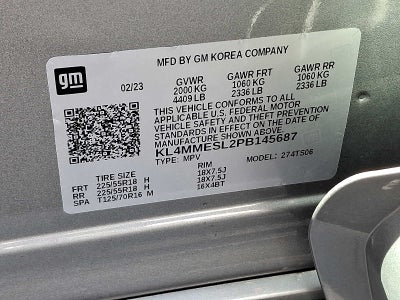 MFD BY GM KOREA COMPANY
gm
02/23 GVWR GAWR FRT GAWR RR
2000 KG 1060 KG 1060 KG
4409 LB 2336 LB 2336 LB
THIS VEHICLE CONFORMS TO ALL
APPLICABLE U.S. FEDERAL MOTOR
VEHICLE SAFETY AND THEFT PREVENTION
STANDARDS IN EFFECT ON THE DATE OF
MANUFACTURE SHOWN ABOVE.
KL4MMESL2PB145687
TYPE: MPV MODEL: 274TS06
TIRE SIZE RIM
FRT 225/55R18 H 18X7.5J
RR 225/55R18 H 18X7.5J
SPA T125/70R16 M 16X4BT